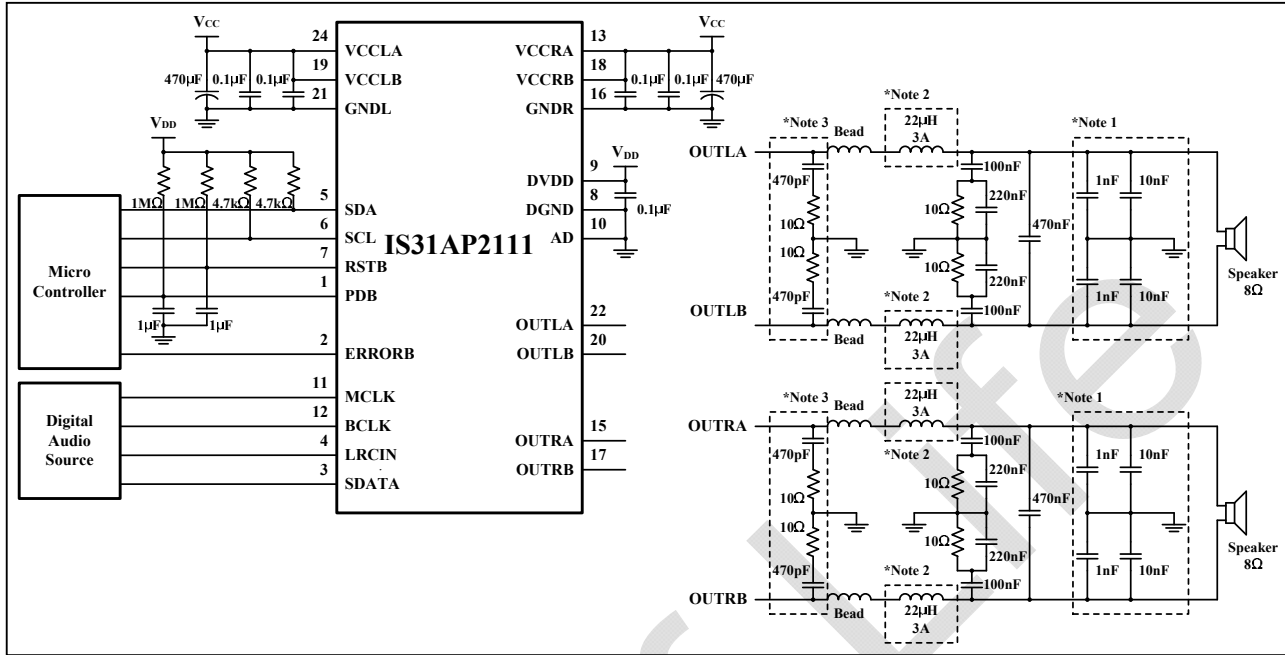 VCC
24
VCCLA
19
VCCLB
21
GNDL
470µF
0.1µF
0.1µF
VDD
1MΩ
1MΩ
4.7kΩ
4.7kΩ
5
SDA
6
SCL
7
RSTB
1
PDB
1µF
1µF
2
ERRORB
11
MCLK
12
BCLK
4
LRCIN
3
SDATA
Micro
Controller
Digital
Audio
Source
IS31AP2111
VCC
13
VCCRA
18
VCCRB
16
GNDR
0.1µF
0.1µF
470µF
VDD
9
DVDD
8
DGND
10
AD
0.1µF
22
OUTLA
20
OUTLB
15
OUTRA
17
OUTRB
*Note 2
*Note 3
Bead
22µH
3A
*Note 1
OUTLA
470pF
10Ω
10Ω
470pF
100nF
10Ω
220nF
10Ω
220nF
100nF
470nF
1nF
10nF
1nF
10nF
Speaker
8Ω
OUTLB
*Note 2
Bead
22µH
3A
*Note 3
Bead
22µH
3A
*Note 1
OUTRA
*Note 2
470pF
10Ω
10Ω
470pF
100nF
10Ω
220nF
10Ω
220nF
100nF
470nF
1nF
10nF
1nF
10nF
Speaker
8Ω
*Note 2
OUTRB
Bead
22µH
3A
f Life